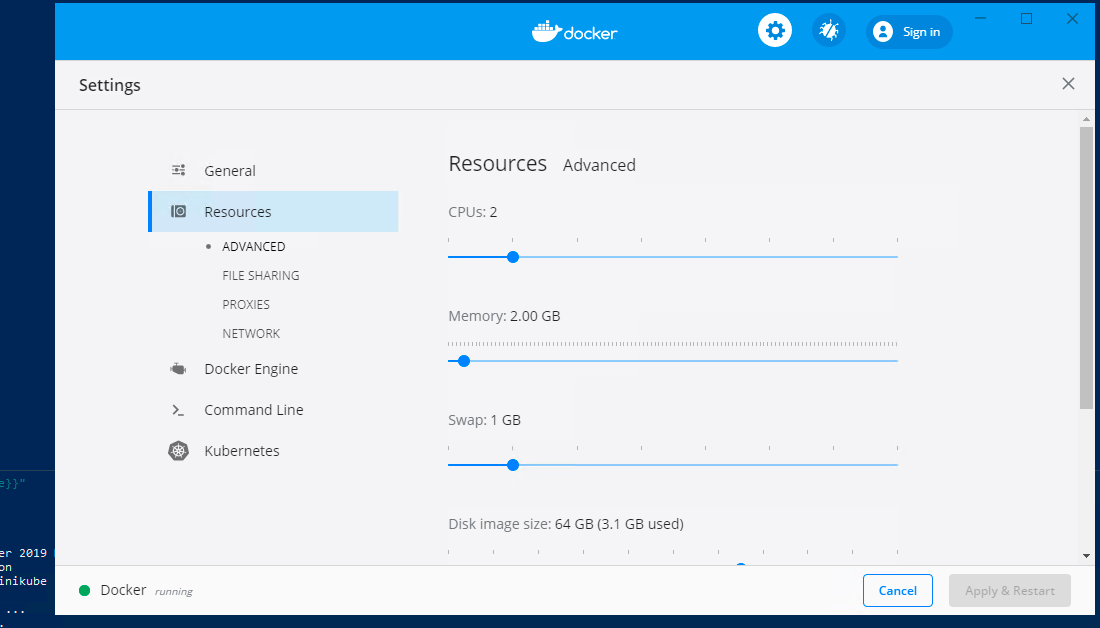 docker
Sign in
Settings
General
Resources
ADVANCED
FILE SHARING
PROXIES
NETWORK
Docker Engine
Command Line
Kubernetes
Resources Advanced
CPUs: 2
Memory: 2.00 GB
Swap: 1 GB
Disk image size: 64 GB (3.1 GB used)
e}}"
er 2019
on
inikube
...
Docker running
Cancel
Apply & Restart